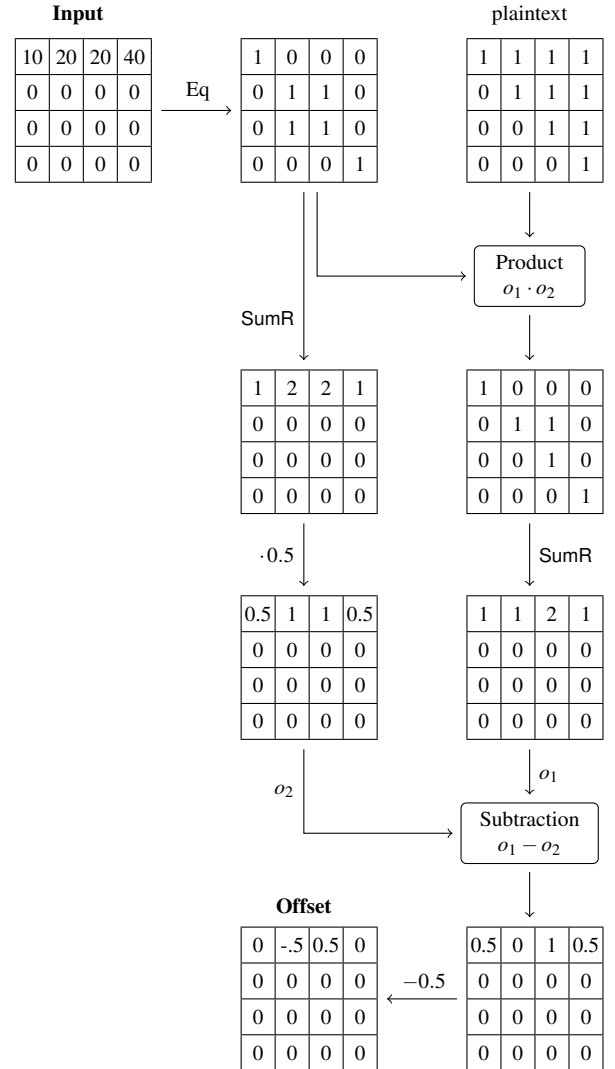 Input
plaintext
10 20 20 40
0 0 0 0
0 0 0 0
0 0 0 0
Eq
1 0 0 0
0 1 1 0
0 1 1 0
0 0 0 1
1 1 1 1
0 1 1 1
0 0 1 1
0 0 0 1
Product
o₁ · o₂
SumR
1 2 2 1
0 0 0 0
0 0 0 0
0 0 0 0
1 0 0 0
0 1 1 0
0 0 1 0
0 0 0 1
·0.5
SumR
0.5 1 1 0.5
0 0 0 0
0 0 0 0
0 0 0 0
1 1 2 1
0 0 0 0
0 0 0 0
0 0 0 0
o₂
o₁
Subtraction
o₁ − o₂
Offset
0 -.5 0.5 0
0 0 0 0
0 0 0 0
0 0 0 0
−0.5
0.5 0 1 0.5
0 0 0 0
0 0 0 0
0 0 0 0